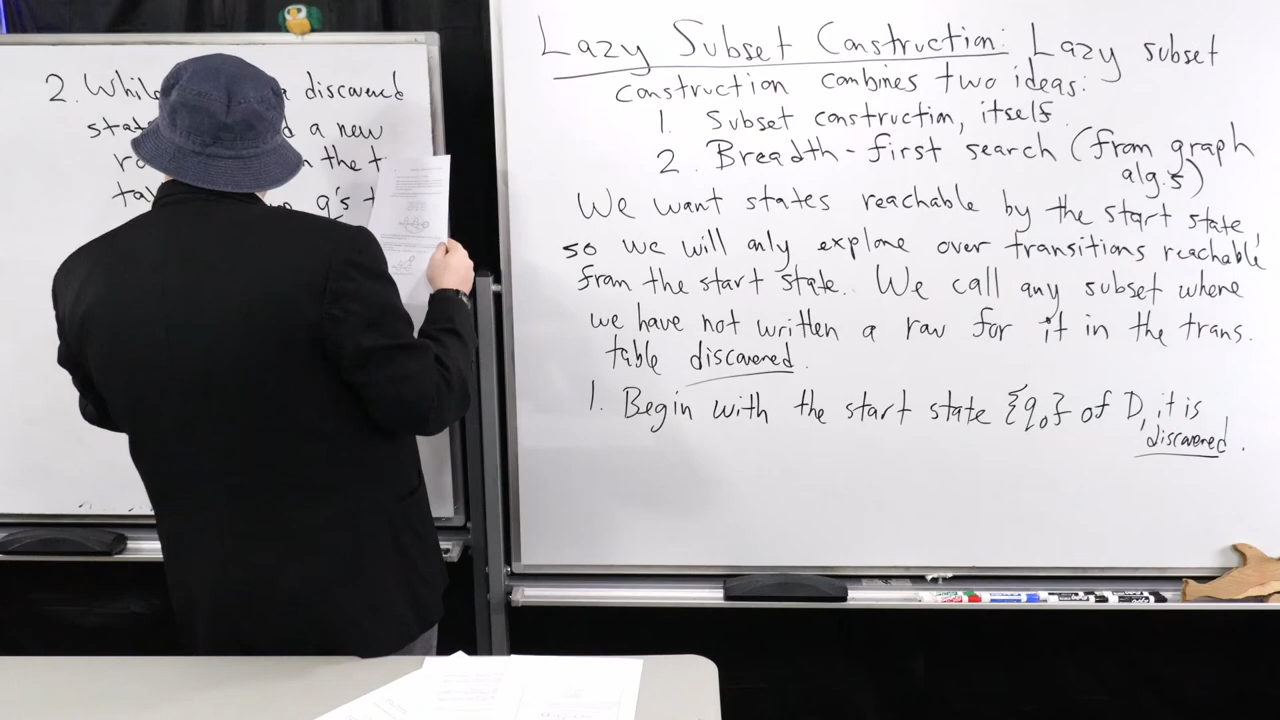 2. While a discovered
state a new
in the
q's
Lazy Subset Construction: Lazy subset
construction combines two ideas:
1. Subset construction, itself.
2. Breadth-first search (from graph
alg.s)
We want states reachable by the start state,
so we will only explore over transitions reachable
from the start state. We call any subset where
we have not written a row for it in the trans.
table discovered.
1. Begin with the start state {q₀} of D, it is
discovered.